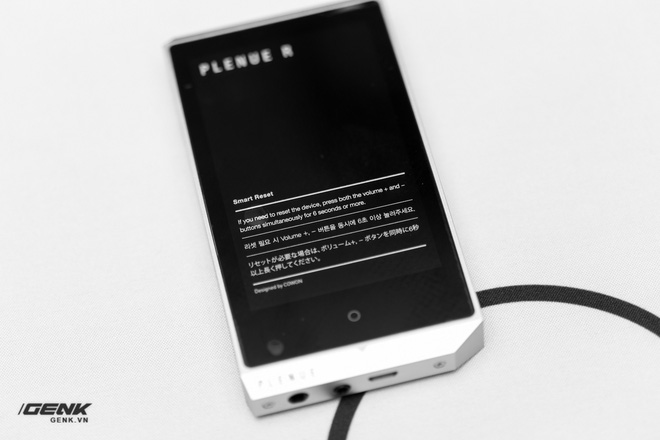 PLENUE R
Smart Reset
If you need to reset the device, press both the volume + and -
buttons simultaneously for 6 seconds or more.
리셋 필요 시 Volume +, - 버튼을 동시에 6초 이상 눌러주세요.
リセットが必要な場合は、ボリューム+, - ボタンを同時に6秒
以上長く押してください。
Designed by COWON
PLENUE
GENK
GENK.VN